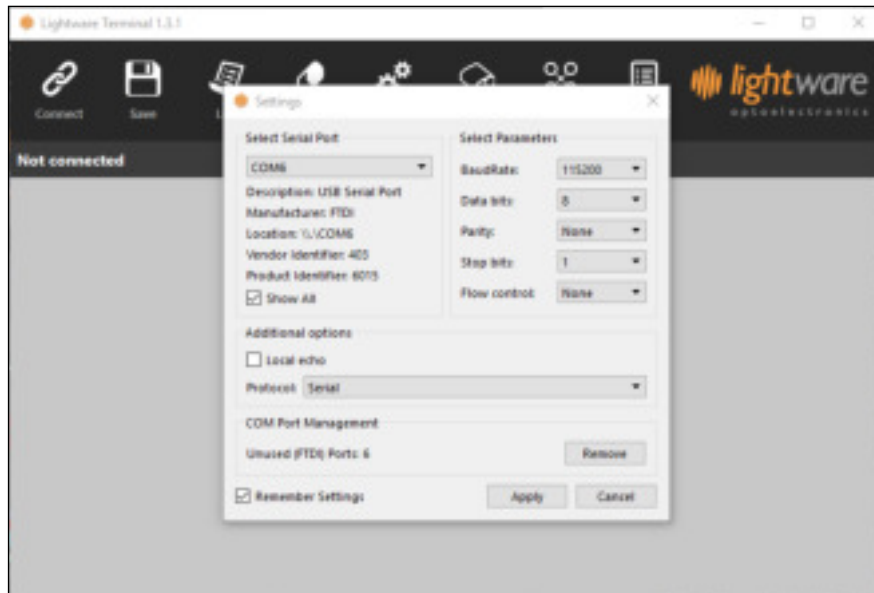 Lightware Terminal 1.3.1
Connect
Save
lightware
optoelectronics
Not connected
Settings
Select Serial Port
COM6
Description: USB Serial Port
Manufacturer: FTDI
Location: \\.\COM6
Vendor Identifier: 403
Product Identifier: 6015
Show All
Select Parameters
BaudRate: 115200
Data bits: 8
Parity: None
Stop bits: 1
Flow control: None
Additional options
Local echo
Protocol: Serial
COM Port Management
Unused (FTDI) Ports: 6
Remove
Remember Settings
Apply
Cancel